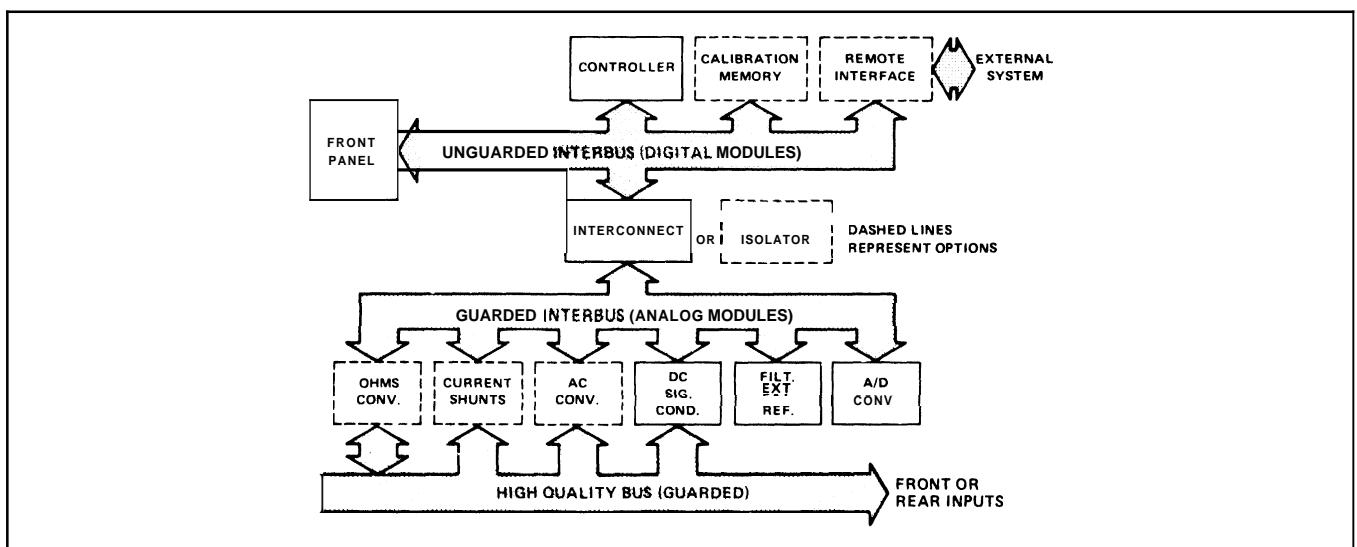 CONTROLLER
CALIBRATION
MEMORY
REMOTE
INTERFACE
EXTERNAL
SYSTEM
FRONT
PANEL
UNGUARDED INTERBUS (DIGITAL MODULES)
INTERCONNECT
OR
ISOLATOR
DASHED LINES
REPRESENT OPTIONS
GUARDED INTERBUS (ANALOG MODULES)
OHMS
CONV.
CURRENT
SHUNTS
AC
CONV.
DC
SIG.
COND.
FILT.
EXT
REF.
A/D
CONV
HIGH QUALITY BUS (GUARDED)
FRONT OR
REAR INPUTS